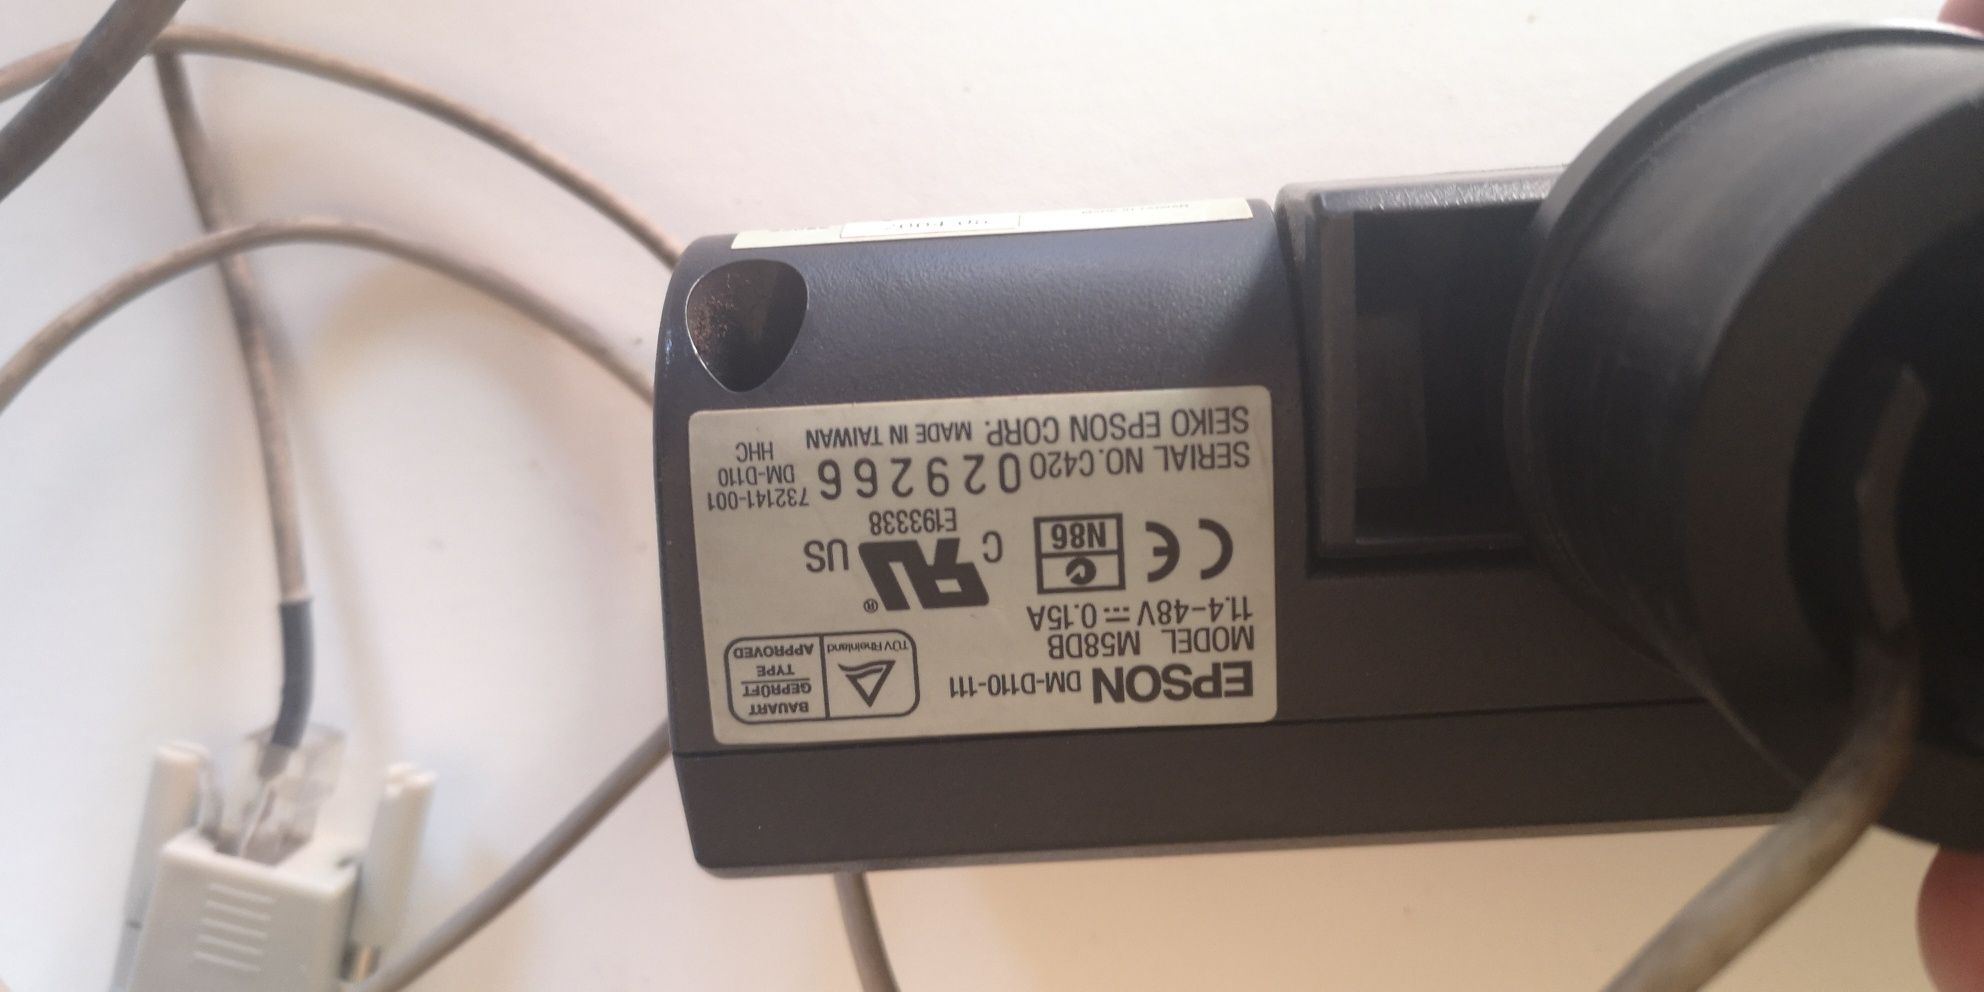 EPSON DM-D110-111
MODEL M58DB
11.4-48V 0.15A
BAUART
GEPRÜFT
TYPE
APPROVED
TÜV Rheinland
CE
N86
C US
®
E193338
SERIAL NO.C420 029266
732141-001
DM-D110
HHC
SEIKO EPSON CORP. MADE IN TAIWAN